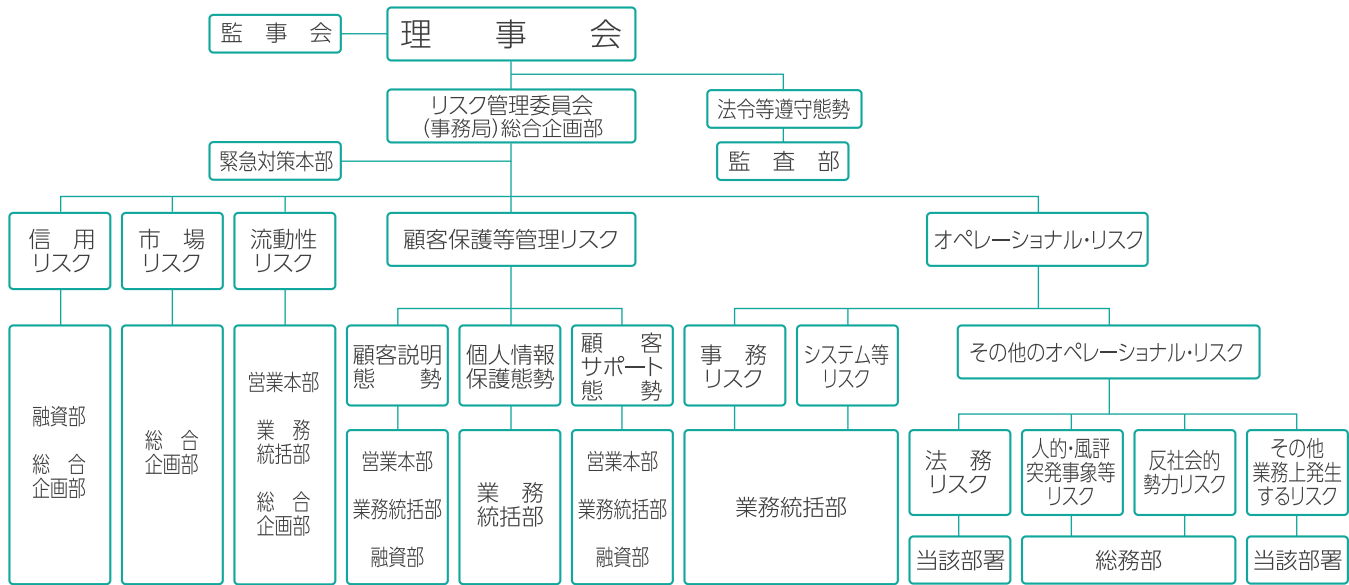 監事会
理事会
リスク管理委員会
(事務局)総合企画部
法令等遵守態勢
監査部
緊急対策本部
信用
リスク
市場
リスク
流動性
リスク
顧客保護等管理リスク
オペレーショナル・リスク
融資部
総合
企画部
総合
企画部
営業本部
業務
統括部
総合
企画部
顧客説明
態勢
個人情報
保護態勢
顧客
サポート
態勢
事務
リスク
システム等
リスク
その他のオペレーショナル・リスク
営業本部
業務統括部
融資部
業務
統括部
営業本部
業務統括部
融資部
業務統括部
法務
リスク
人的・風評
突発事象等
リスク
反社会的
勢力リスク
その他
業務上発生
するリスク
当該部署
総務部
当該部署